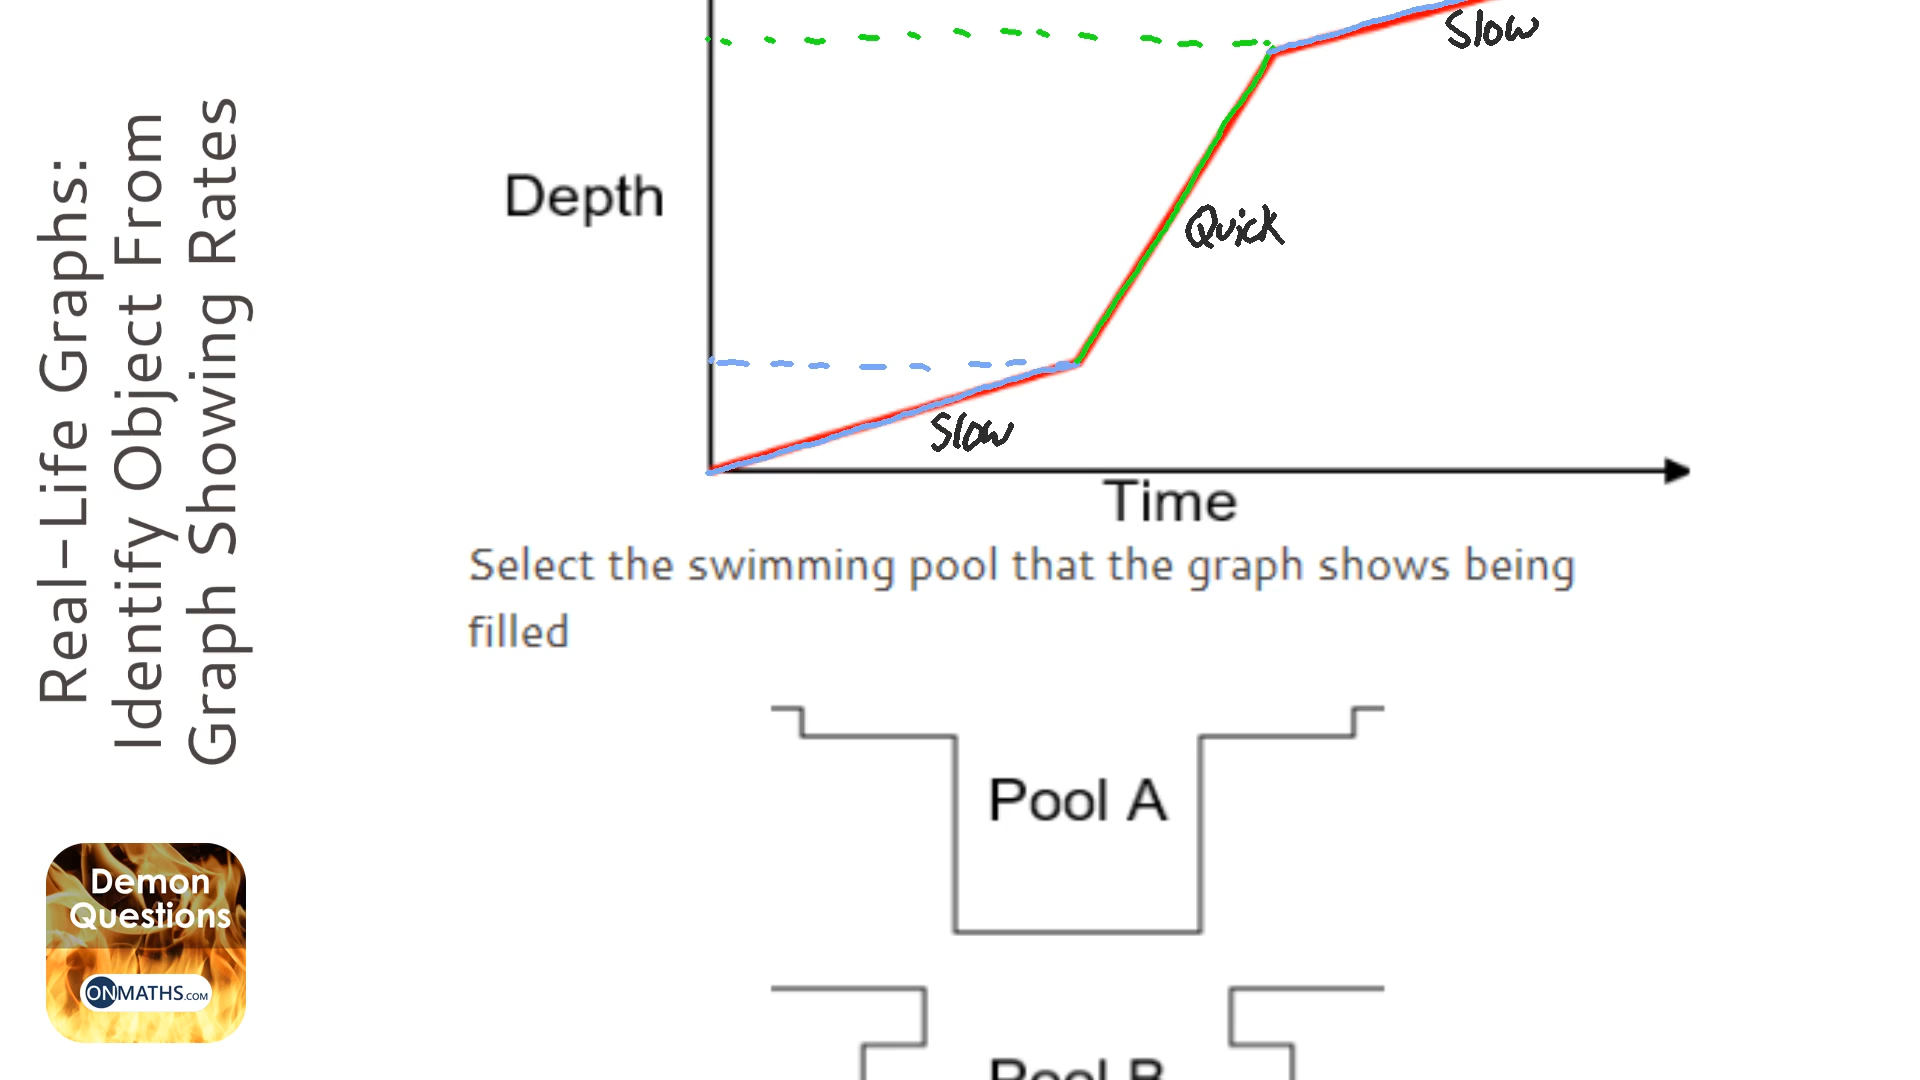 Real-Life Graphs:
Identify Object From
Graph Showing Rates
Slow
Depth
Quick
Slow
Time
Select the swimming pool that the graph shows being
filled
Pool A
Pool B
Demon
Questions
ONMATHS.COM